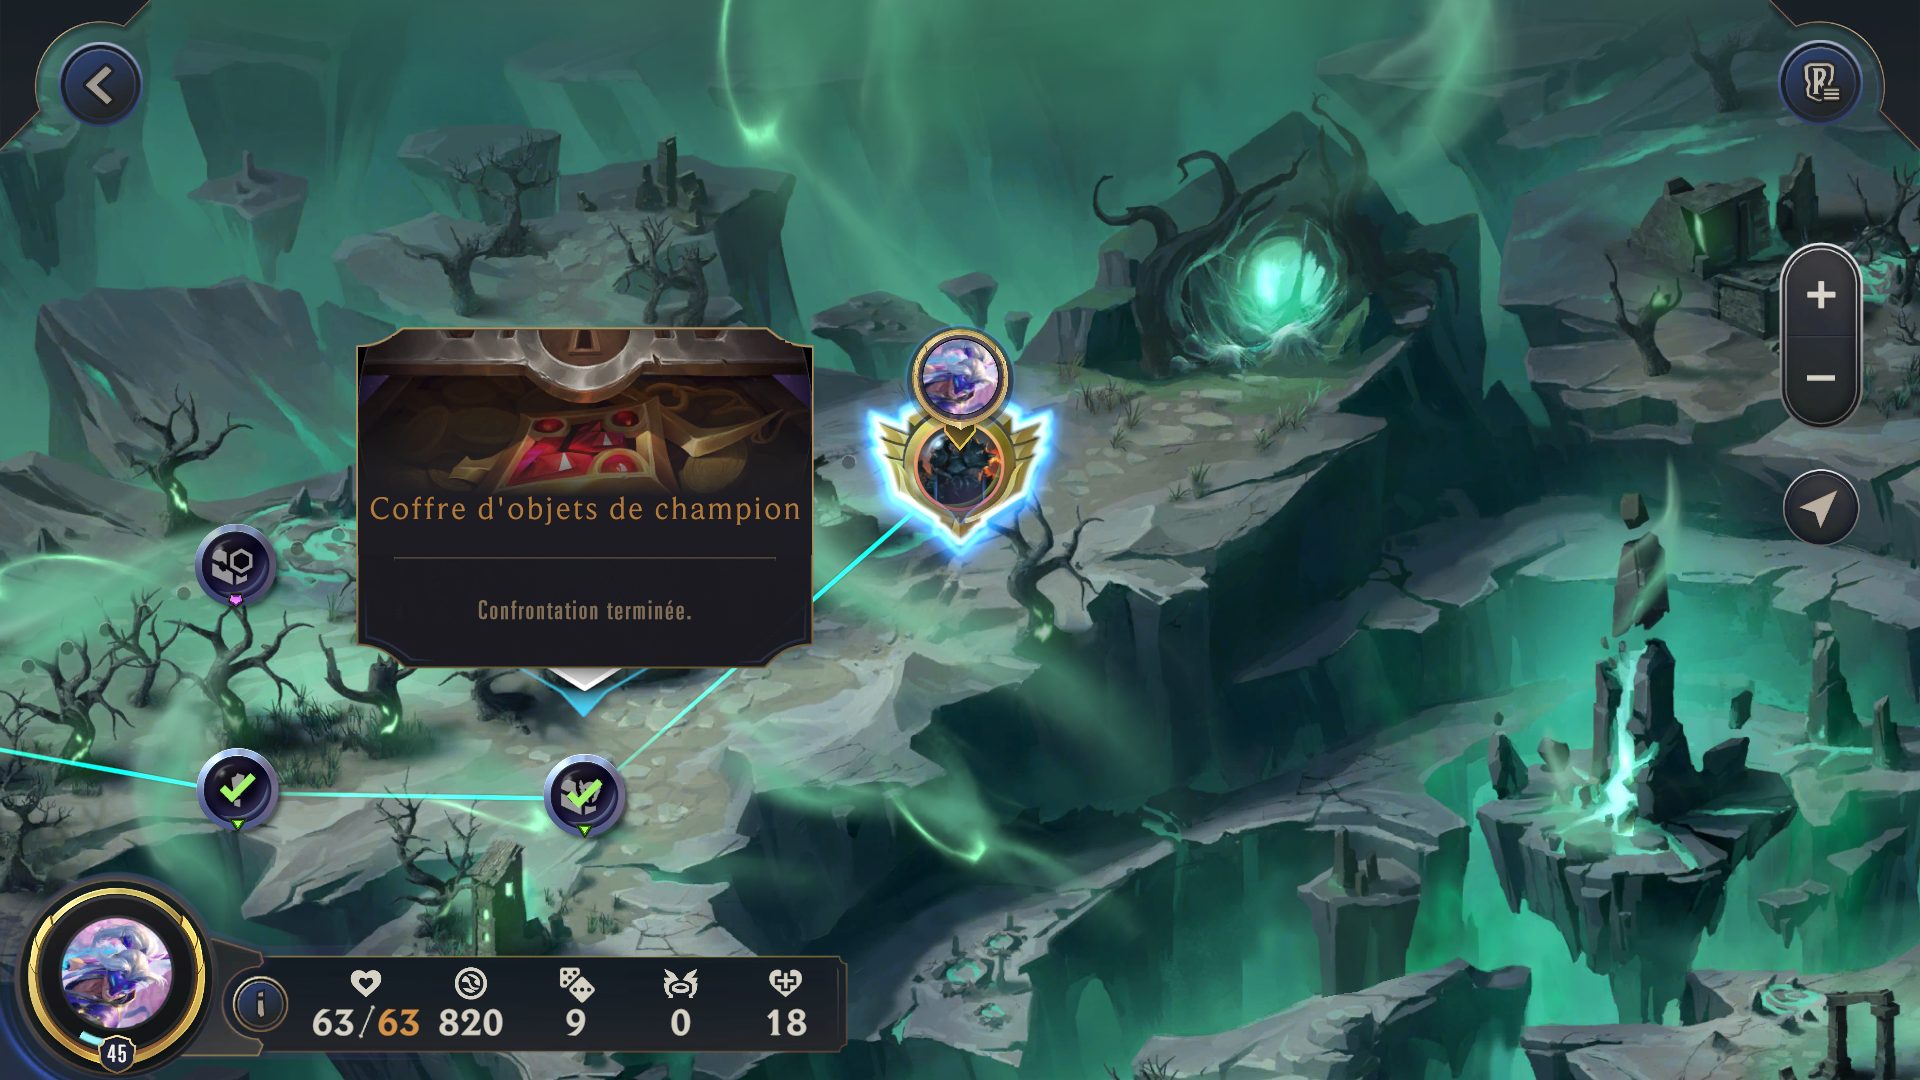 Coffre d'objets de champion
Confrontation terminée.
63/63 820 9 0 18
45